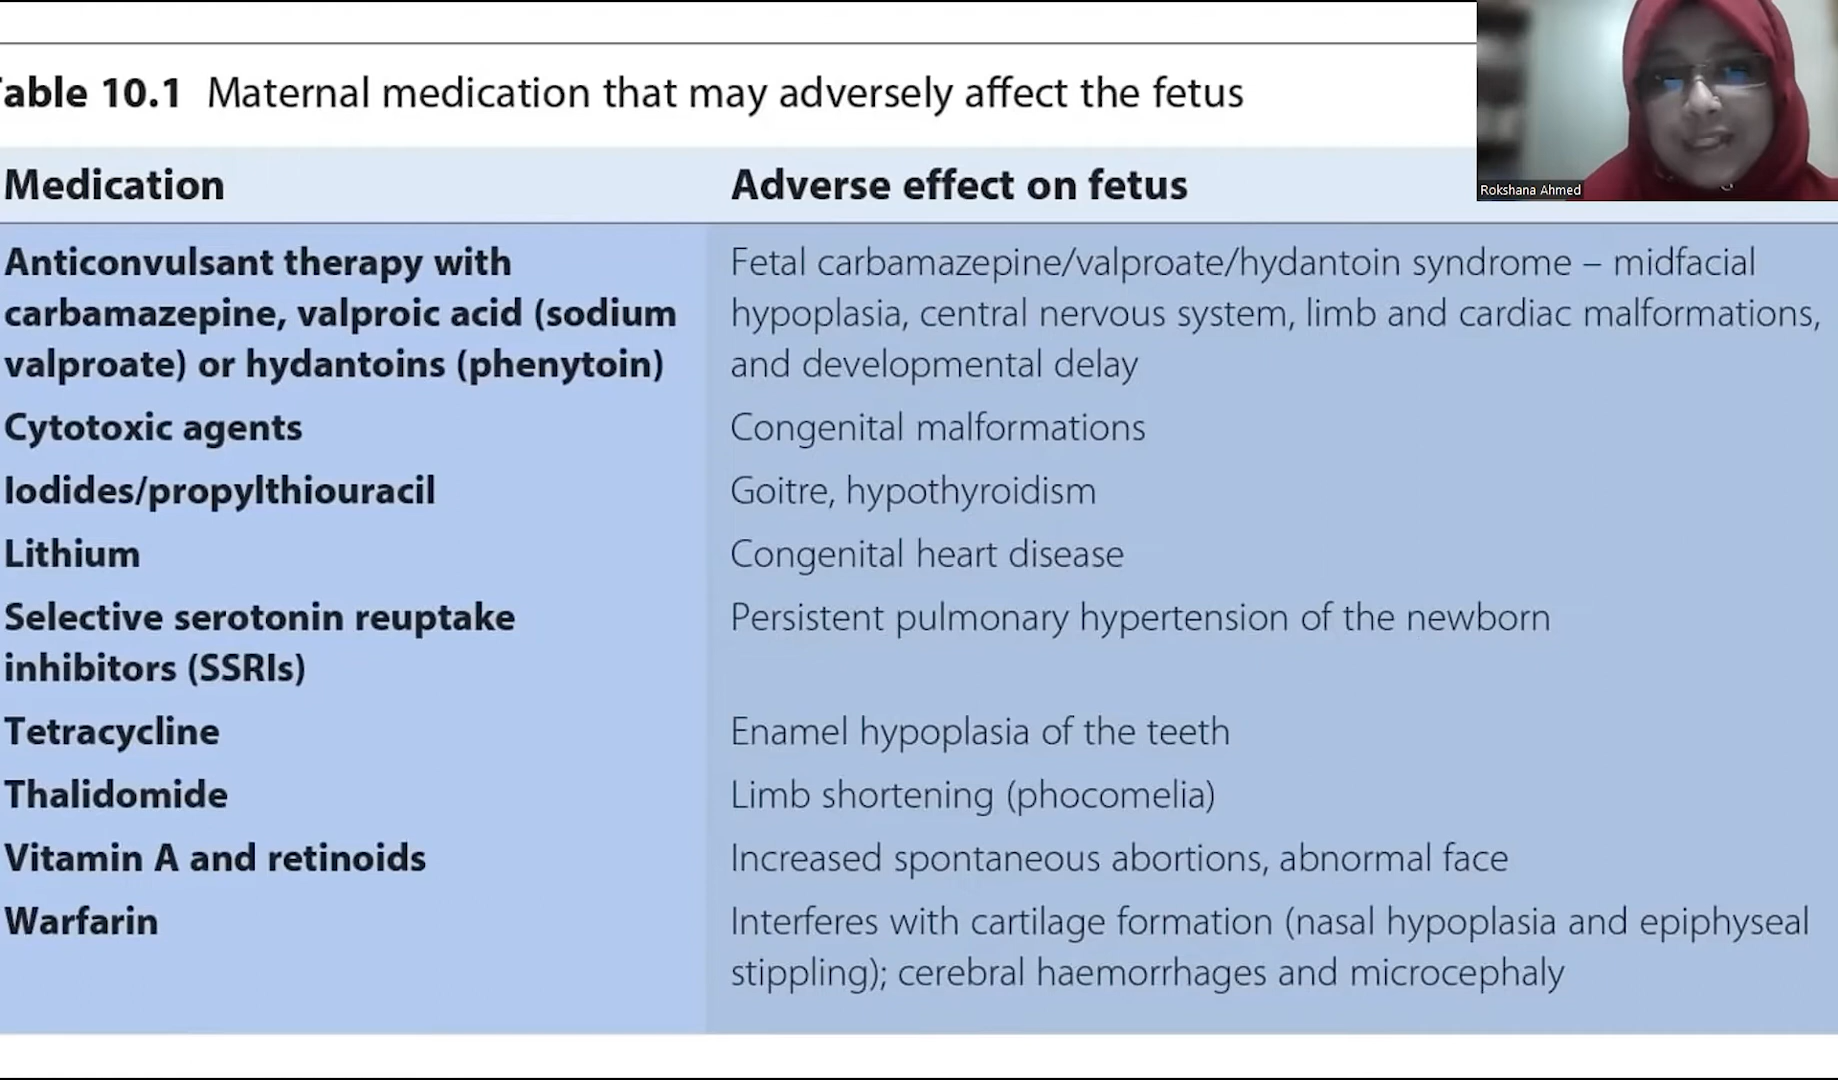 able 10.1 Maternal medication that may adversely affect the fetus
Rokshana Ahmed
Medication Adverse effect on fetus
Anticonvulsant therapy with carbamazepine, valproic acid (sodium valproate) or hydantoins (phenytoin)
Fetal carbamazepine/valproate/hydantoin syndrome – midfacial hypoplasia, central nervous system, limb and cardiac malformations, and developmental delay
Cytotoxic agents
Congenital malformations
Iodides/propylthiouracil
Goitre, hypothyroidism
Lithium
Congenital heart disease
Selective serotonin reuptake inhibitors (SSRIs)
Persistent pulmonary hypertension of the newborn
Tetracycline
Enamel hypoplasia of the teeth
Thalidomide
Limb shortening (phocomelia)
Vitamin A and retinoids
Increased spontaneous abortions, abnormal face
Warfarin
Interferes with cartilage formation (nasal hypoplasia and epiphyseal stippling); cerebral haemorrhages and microcephaly